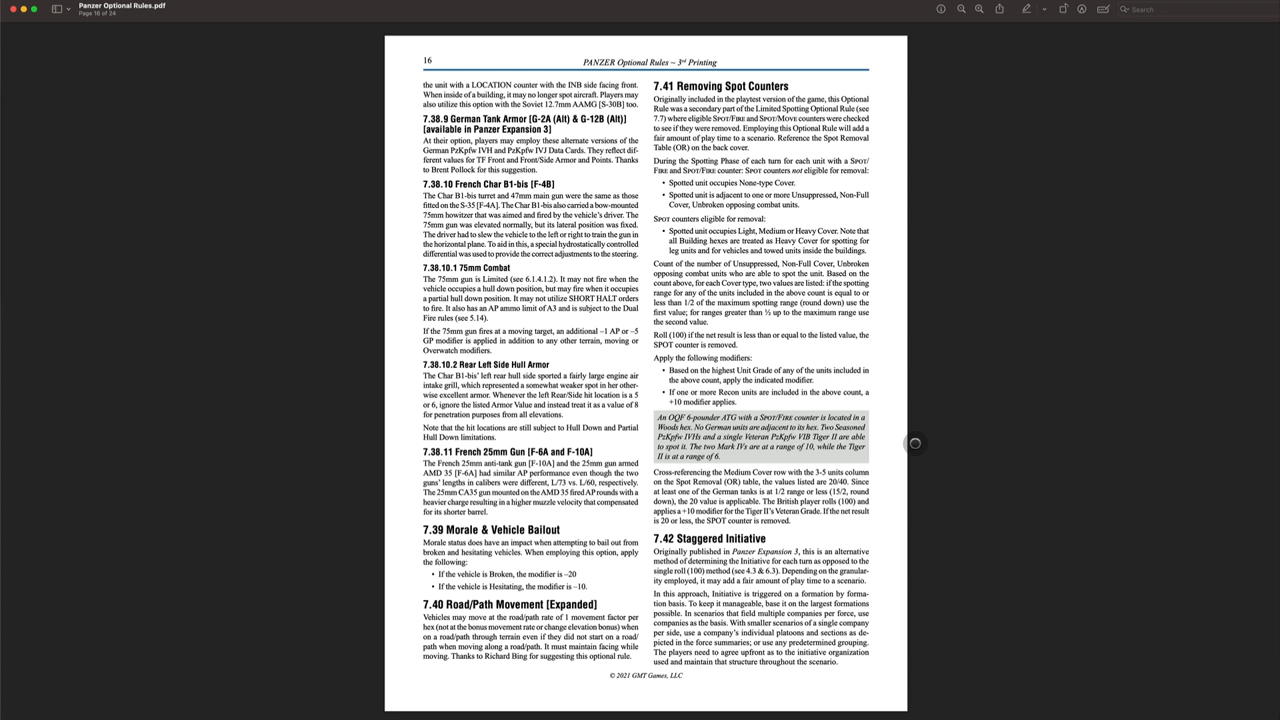 Panzer Optional Rules.pdf
Page 16 of 24
Search
16
PANZER Optional Rules ~ 3rd Printing
the unit with a LOCATION counter with the INB side facing front.
When inside of a building, it may no longer spot aircraft. Players may
also utilize this option with the Soviet 12.7mm AAMG [S-30B] too.
7.38.9 German Tank Armor [G-2A (Alt) & G-12B (Alt)]
[available in Panzer Expansion 3]
At their option, players may employ these alternate versions of the
German PzKpfw IVH and PzKpfw IVJ Data Cards. They reflect dif-
ferent values for TF Front and Front/Side Armor and Points. Thanks
to Brent Pollock for this suggestion.
7.38.10 French Char B1-bis [F-4B]
The Char B1-bis turret and 47mm main gun were the same as those
fitted on the S-35 [F-4A]. The Char B1-bis also carried a bow-mounted
75mm howitzer that was aimed and fired by the vehicle's driver. The
75mm gun was elevated normally, but its lateral position was fixed.
The driver had to slew the vehicle to the left or right to train the gun in
the horizontal plane. To aid in this, a special hydrostatically controlled
differential was used to provide the correct adjustments to the steering.
7.38.10.1 75mm Combat
The 75mm gun is Limited (see 6.1.4.1.2). It may not fire when the
vehicle occupies a hull down position, but may fire when it occupies
a partial hull down position. It may not utilize SHORT HALT orders
to fire. It also has an AP ammo limit of A3 and is subject to the Dual
Fire rules (see 5.14).
If the 75mm gun fires at a moving target, an additional –1 AP or –5
GP modifier is applied in addition to any other terrain, moving or
Overwatch modifiers.
7.38.10.2 Rear Left Side Hull Armor
The Char B1-bis' left rear hull side sported a fairly large engine air
intake grill, which represented a somewhat weaker spot in her other-
wise excellent armor. Whenever the left Rear/Side hit location is a 5
or 6, ignore the listed Armor Value and instead treat it as a value of 8
for penetration purposes from all elevations.
Note that the hit locations are still subject to Hull Down and Partial
Hull Down limitations.
7.38.11 French 25mm Gun [F-6A and F-10A]
The French 25mm anti-tank gun [F-10A] and the 25mm gun armed
AMD 35 [F-6A] had similar AP performance even though the two
guns' lengths in calibers were different, L/73 vs. L/60, respectively.
The 25mm CA35 gun mounted on the AMD 35 fired AP rounds with a
heavier charge resulting in a higher muzzle velocity that compensated
for its shorter barrel.
7.39 Morale & Vehicle Bailout
Morale status does have an impact when attempting to bail out from
broken and hesitating vehicles. When employing this option, apply
the following:
• If the vehicle is Broken, the modifier is –20
• If the vehicle is Hesitating, the modifier is –10.
7.40 Road/Path Movement [Expanded]
Vehicles may move at the road/path rate of 1 movement factor per
hex (not at the bonus movement rate or change elevation bonus) when
on a road/path through terrain even if they did not start on a road/
path when moving along a road/path. It must maintain facing while
moving. Thanks to Richard Bing for suggesting this optional rule.
7.41 Removing Spot Counters
Originally included in the playtest version of the game, this Optional
Rule was a secondary part of the Limited Spotting Optional Rule (see
7.7) where eligible SPOT/FIRE and SPOT/MOVE counters were checked
to see if they were removed. Employing this Optional Rule will add a
fair amount of play time to a scenario. Reference the Spot Removal
Table (OR) on the back cover.
During the Spotting Phase of each turn for each unit with a SPOT/
FIRE and SPOT/FIRE counter: SPOT counters not eligible for removal:
• Spotted unit occupies None-type Cover.
• Spotted unit is adjacent to one or more Unsuppressed, Non-Full
Cover, Unbroken opposing combat units.
SPOT counters eligible for removal:
• Spotted unit occupies Light, Medium or Heavy Cover. Note that
all Building hexes are treated as Heavy Cover for spotting for
leg units and for vehicles and towed units inside the buildings.
Count of the number of Unsuppressed, Non-Full Cover, Unbroken
opposing combat units who are able to spot the unit. Based on the
count above, for each Cover type, two values are listed: if the spotting
range for any of the units included in the above count is equal to or
less than 1/2 of the maximum spotting range (round down) use the
first value; for ranges greater than ½ up to the maximum range use
the second value.
Roll (100) if the net result is less than or equal to the listed value, the
SPOT counter is removed.
Apply the following modifiers:
• Based on the highest Unit Grade of any of the units included in
the above count, apply the indicated modifier.
• If one or more Recon units are included in the above count, a
+10 modifier applies.
An OQF 6-pounder ATG with a SPOT/FIRE counter is located in a
Woods hex. No German units are adjacent to its hex. Two Seasoned
PzKpfw IVHs and a single Veteran PzKpfw VIB Tiger II are able
to spot it. The two Mark IVs are at a range of 10, while the Tiger
II is at a range of 6.
Cross-referencing the Medium Cover row with the 3-5 units column
on the Spot Removal (OR) table, the values listed are 20/40. Since
at least one of the German tanks is at 1/2 range or less (15/2, round
down), the 20 value is applicable. The British player rolls (100) and
applies a +10 modifier for the Tiger II's Veteran Grade. If the net result
is 20 or less, the SPOT counter is removed.
7.42 Staggered Initiative
Originally published in Panzer Expansion 3, this is an alternative
method of determining the Initiative for each turn as opposed to the
single roll (100) method (see 4.3 & 6.3). Depending on the granular-
ity employed, it may add a fair amount of play time to a scenario.
In this approach, Initiative is triggered on a formation by forma-
tion basis. To keep it manageable, base it on the largest formations
possible. In scenarios that field multiple companies per force, use
companies as the basis. With smaller scenarios of a single company
per side, use a company's individual platoons and sections as de-
picted in the force summaries; or use any predetermined grouping.
The players need to agree upfront as to the initiative organization
used and maintain that structure throughout the scenario.
© 2021 GMT Games, LLC